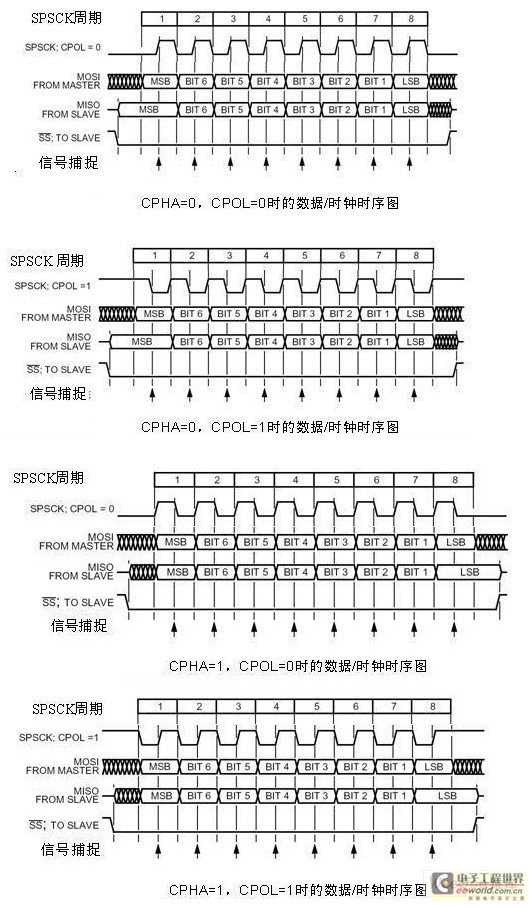 SPSCK周期 1 2 3 4 5 6 7 8
SPSCK; CPOL = 0
MOSI
FROM MASTER MSB BIT 6 BIT 5 BIT 4 BIT 3 BIT 2 BIT 1 LSB
MISO
FROM SLAVE MSB BIT 6 BIT 5 BIT 4 BIT 3 BIT 2 BIT 1 LSB
SS; TO SLAVE
信号捕捉
CPHA=0，CPOL=0时的数据/时钟时序图
SPSCK 周期 1 2 3 4 5 6 7 8
SPSCK; CPOL =1
MOSI
FROM MASTER MSB BIT 6 BIT 5 BIT 4 BIT 3 BIT 2 BIT 1 LSB
MISO
FROM SLAVE MSB BIT 6 BIT 5 BIT 4 BIT 3 BIT 2 BIT 1 LSB
SS; TO SLAVE
信号捕捉
CPHA=0，CPOL=1时的数据/时钟时序图
SPSCK周期 1 2 3 4 5 6 7 8
SPSCK; CPOL = 0
MOSI
FROM MASTER MSB BIT 6 BIT 5 BIT 4 BIT 3 BIT 2 BIT 1 LSB
MISO
FROM SLAVE MSB BIT 6 BIT 5 BIT 4 BIT 3 BIT 2 BIT 1 LSB
SS; TO SLAVE
信号捕捉
CPHA=1，CPOL=0时的数据/时钟时序图
SPSCK周期 1 2 3 4 5 6 7 8
SPSCK; CPOL =1
MOSI
FROM MASTER MSB BIT 6 BIT 5 BIT 4 BIT 3 BIT 2 BIT 1 LSB
MISO
FROM SLAVE MSB BIT 6 BIT 5 BIT 4 BIT 3 BIT 2 BIT 1 LSB
SS; TO SLAVE
信号捕捉
CPHA=1，CPOL=1时的数据/时钟时序图
电子工程世界
eeworld.com.cn